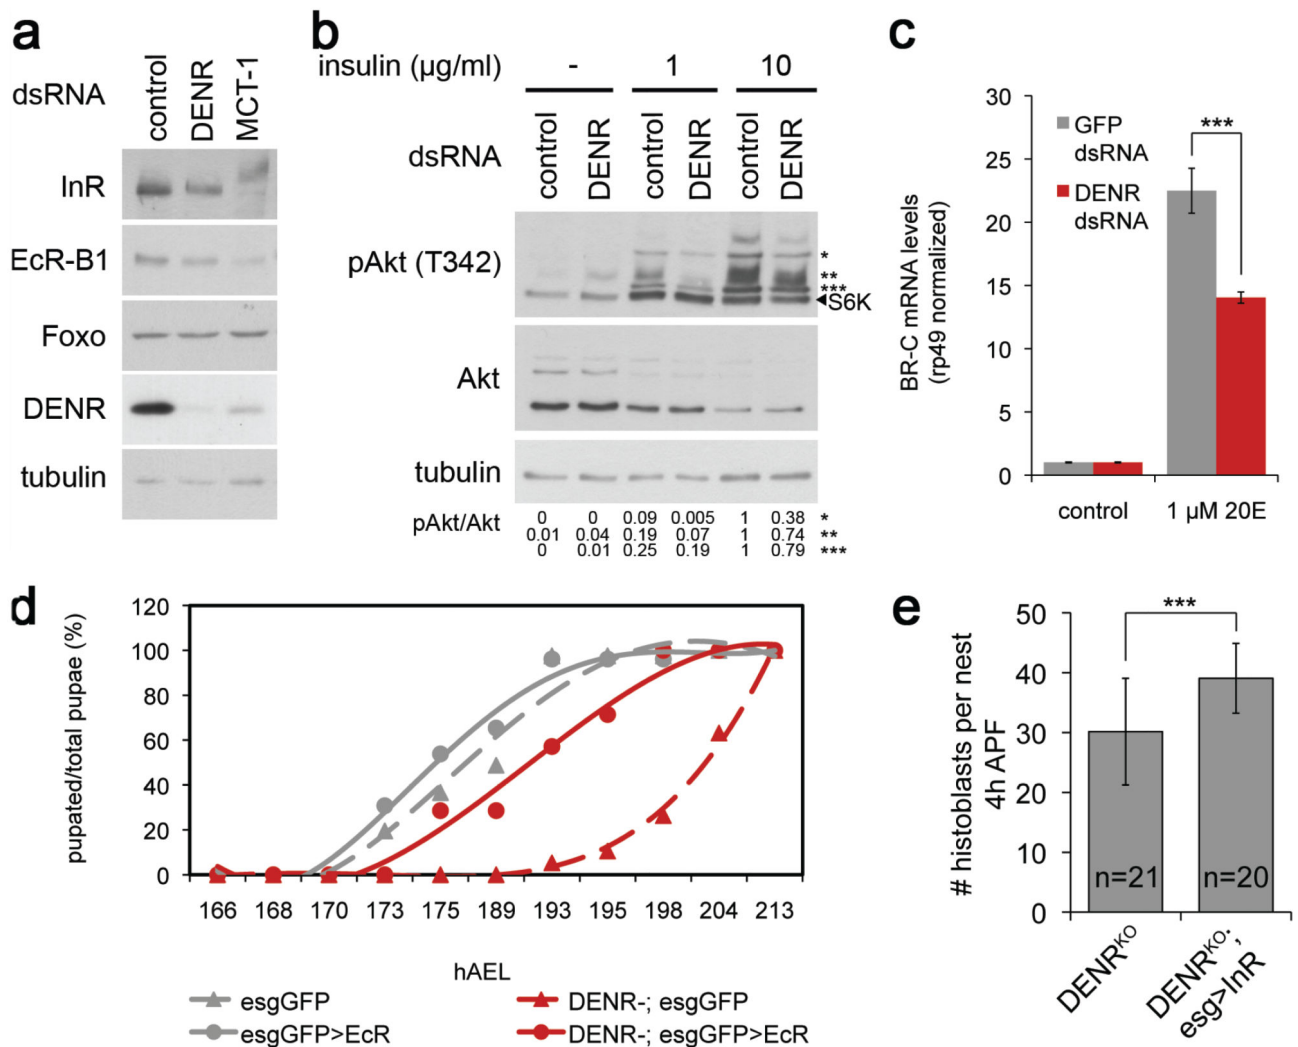 a
dsRNA
control
DENR
MCT-1
InR
EcR-B1
Foxo
DENR
tubulin
b
insulin (µg/ml)
- 1 10
dsRNA
control
DENR
control
DENR
control
DENR
pAkt (T342)
*
**
***
◄S6K
Akt
tubulin
pAkt/Akt
0 0 0.09 0.005 1 0.38 *
0.01 0.04 0.19 0.07 1 0.74 **
0 0.01 0.25 0.19 1 0.79 ***
c
BR-C mRNA levels
(rp49 normalized)
30
25
20
15
10
5
0
GFP
dsRNA
DENR
dsRNA
***
control
1 µM 20E
d
pupated/total pupae (%)
120
100
80
60
40
20
0
166 168 170 173 175 189 193 195 198 204 213
hAEL
esgGFP
esgGFP>EcR
DENR-; esgGFP
DENR-; esgGFP>EcR
e
# histoblasts per nest
4h APF
50
40
30
20
10
0
***
n=21
n=20
DENRᴷᴼ
DENRᴷᴼ;
esg>InR